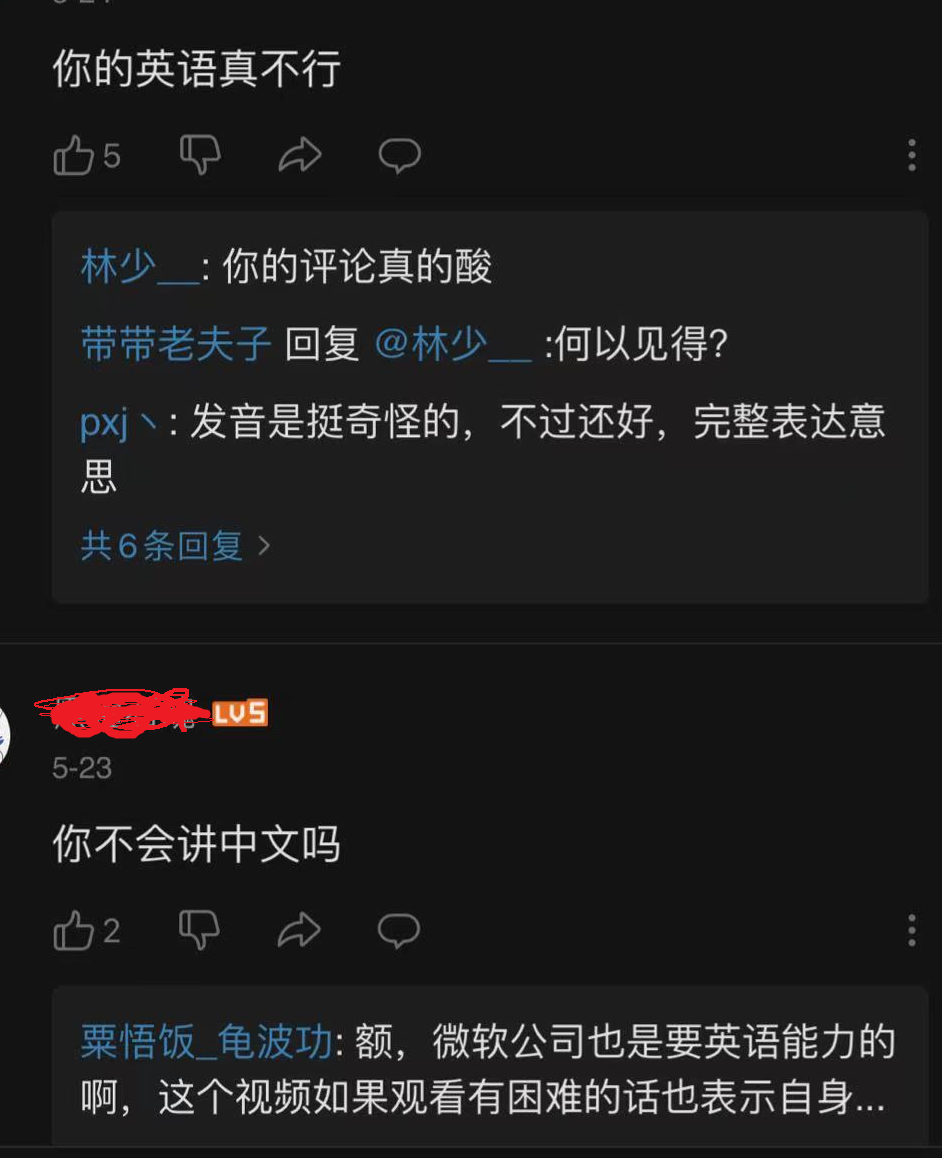 你的英语真不行
5
林少__: 你的评论真的酸
带带老夫子 回复 @林少__ :何以见得?
pxj丶: 发音是挺奇怪的，不过还好，完整表达意
思
共6条回复 >
LV5
5-23
你不会讲中文吗
2
粟悟饭_龟波功: 额，微软公司也是要英语能力的
啊，这个视频如果观看有困难的话也表示自身...